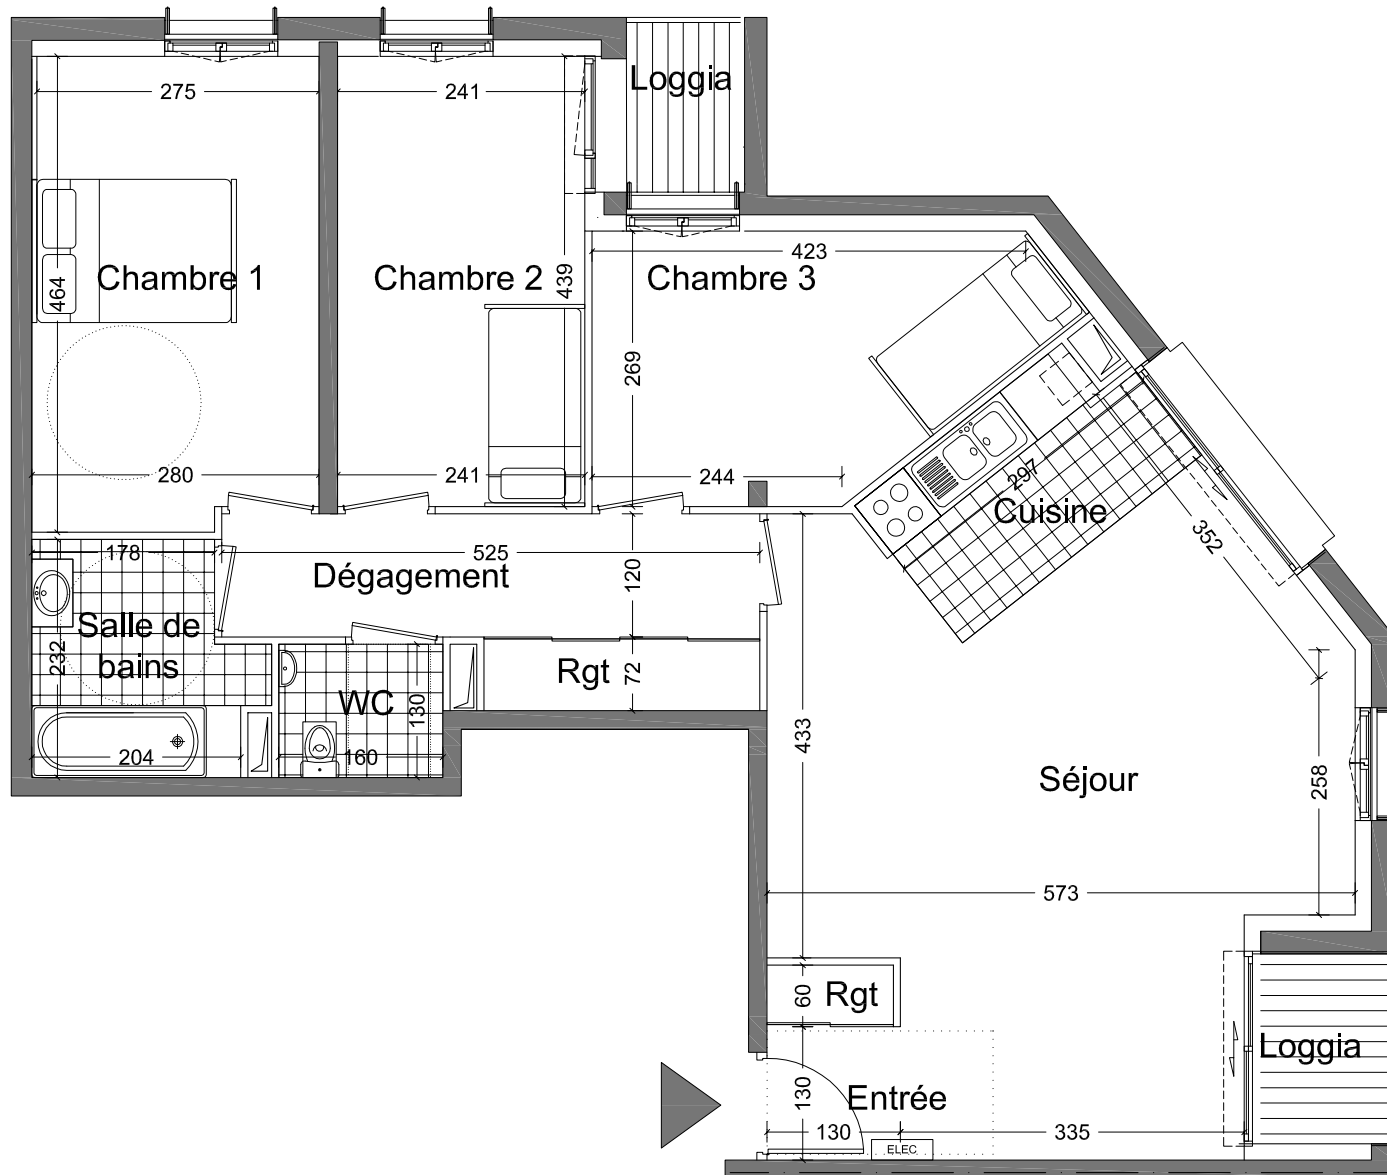 Loggia
275
241
423
Chambre 1
Chambre 2
Chambre 3
464
439
269
280
241
244
297
Cuisine
352
178
525
Dégagement
120
Salle de
bains
232
Rgt
72
WC
130
204
160
433
Séjour
258
573
60
Rgt
Loggia
130
Entrée
130
335
ELEC